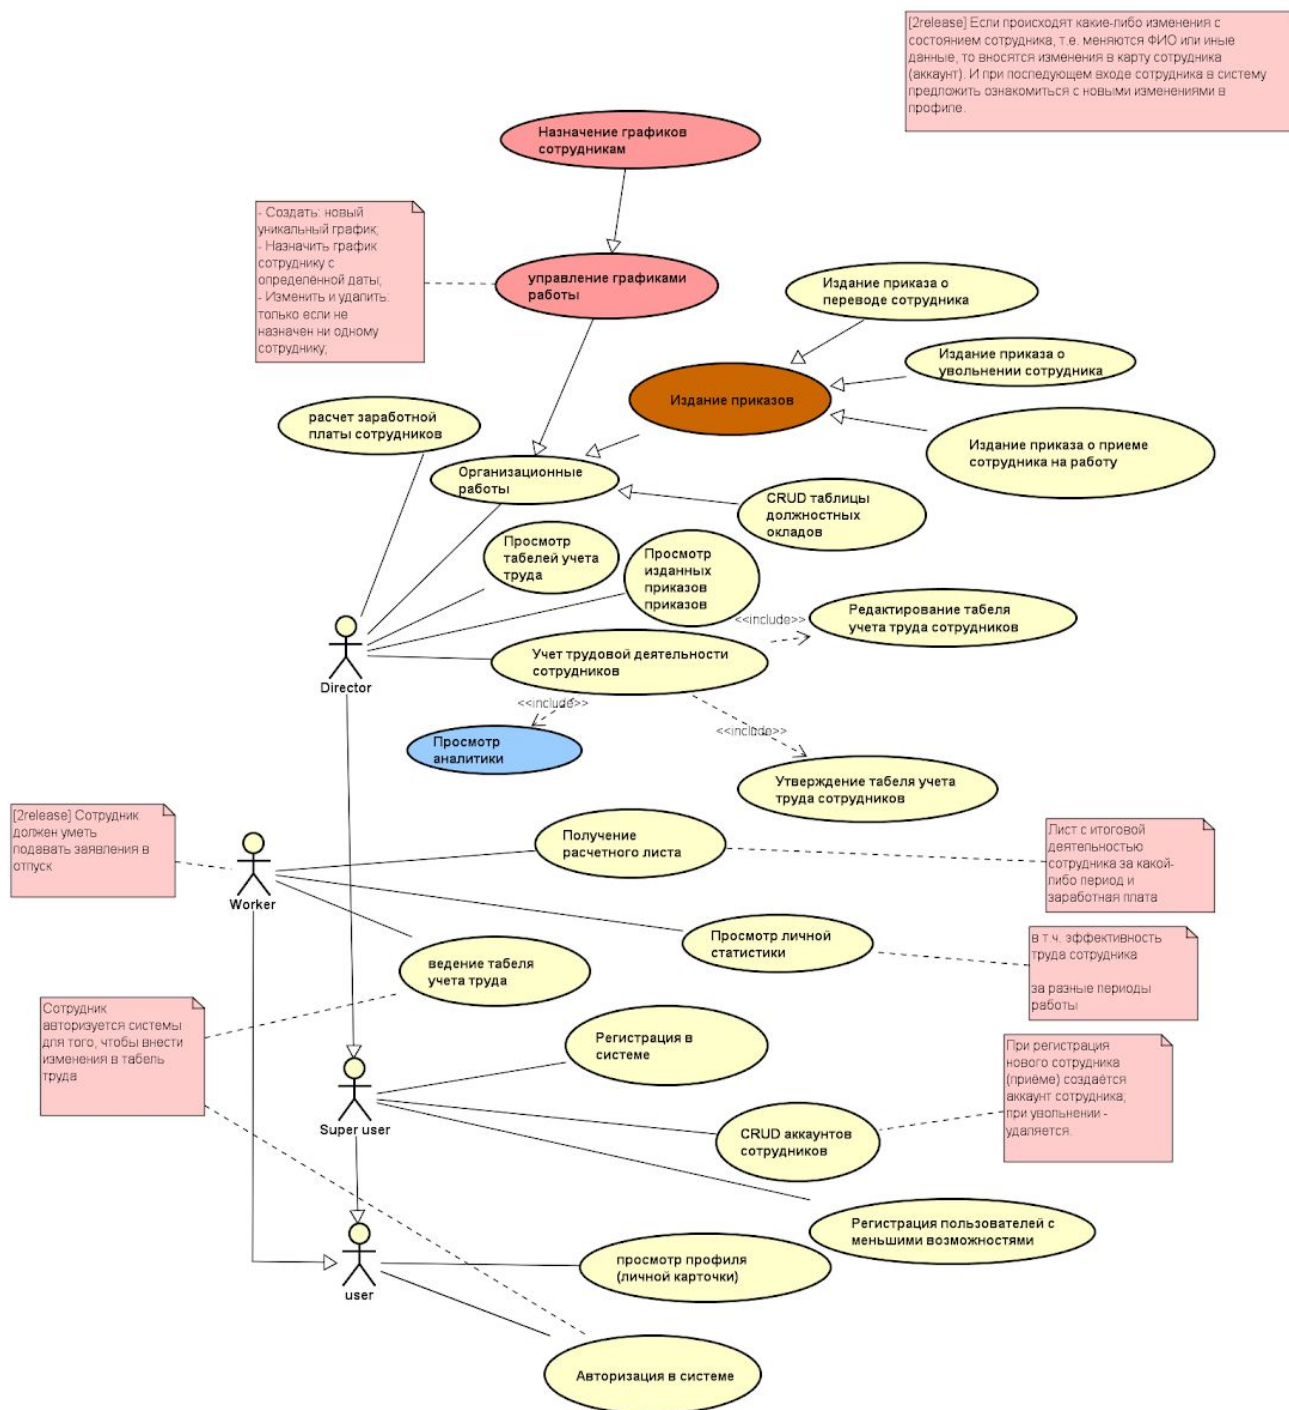 [2release] Если происходят какие-либо изменения с
состоянием сотрудника, т.е. меняются ФИО или иные
данные, то вносятся изменения в карту сотрудника
(аккаунт). И при последующем входе сотрудника в систему
предложить ознакомиться с новыми изменениями в
профиле.
Назначение графиков
сотрудникам
- Создать: новый
уникальный график;
- Назначить график
сотруднику с
определённой даты;
- Изменить и удалить:
только если не
назначен ни одному
сотруднику;
управление графиками
работы
Издание приказа о
переводе сотрудника
Издание приказа о
увольнении сотрудника
Издание приказов
расчет заработной
платы сотрудников
Издание приказа о приеме
сотрудника на работу
Организационные
работы
CRUD таблицы
должностных
окладов
Просмотр
табелей учета
труда
Просмотр
изданных
приказов
приказов
<<include>>
Редактирование табеля
учета труда сотрудников
Учет трудовой деятельности
сотрудников
Director
<<include>>
<<include>>
Просмотр
аналитики
Утверждение табеля учета
труда сотрудников
[2release] Сотрудник
должен уметь
подавать заявления в
отпуск
Worker
Получение
расчетного листа
Лист с итоговой
деятельностью
сотрудника за какой-
либо период и
заработная плата
Просмотр личной
статистики
в т.ч. эффективность
труда сотрудника
за разные периоды
работы
ведение табеля
учета труда
Сотрудник
авторизуется системы
для того, чтобы внести
изменения в табель
труда
Регистрация в
системе
При регистрация
нового сотрудника
(приёме) создаётся
аккаунт сотрудника;
при увольнении -
удаляется.
Super user
CRUD аккаунтов
сотрудников
Регистрация пользователей с
меньшими возможностями
просмотр профиля
(личной карточки)
user
Авторизация в системе